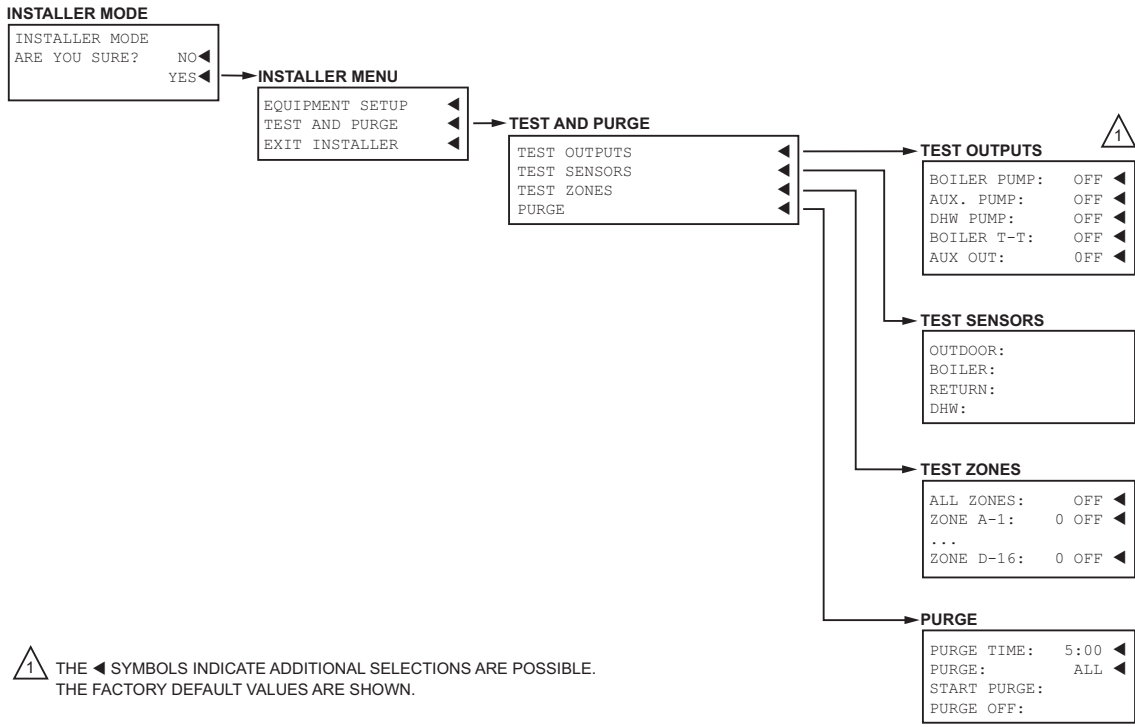 INSTALLER MODE
INSTALLER MODE
ARE YOU SURE? NO◀
YES◀
INSTALLER MENU
EQUIPMENT SETUP ◀
TEST AND PURGE ◀
EXIT INSTALLER ◀
TEST AND PURGE
TEST OUTPUTS ◀
TEST SENSORS ◀
TEST ZONES ◀
PURGE ◀
1
TEST OUTPUTS
BOILER PUMP: OFF ◀
AUX. PUMP: OFF ◀
DHW PUMP: OFF ◀
BOILER T-T: OFF ◀
AUX OUT: 0FF ◀
TEST SENSORS
OUTDOOR:
BOILER:
RETURN:
DHW:
TEST ZONES
ALL ZONES: OFF ◀
ZONE A-1: 0 OFF ◀
...
ZONE D-16: 0 OFF ◀
PURGE
PURGE TIME: 5:00 ◀
PURGE: ALL ◀
START PURGE:
PURGE OFF:
1 THE ◀ SYMBOLS INDICATE ADDITIONAL SELECTIONS ARE POSSIBLE.
THE FACTORY DEFAULT VALUES ARE SHOWN.